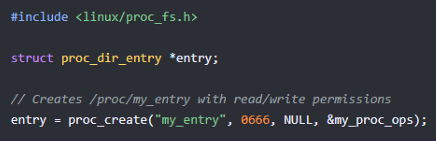 #include <linux/proc_fs.h>
struct proc_dir_entry *entry;
// Creates /proc/my_entry with read/write permissions
entry = proc_create("my_entry", 0666, NULL, &my_proc_ops);